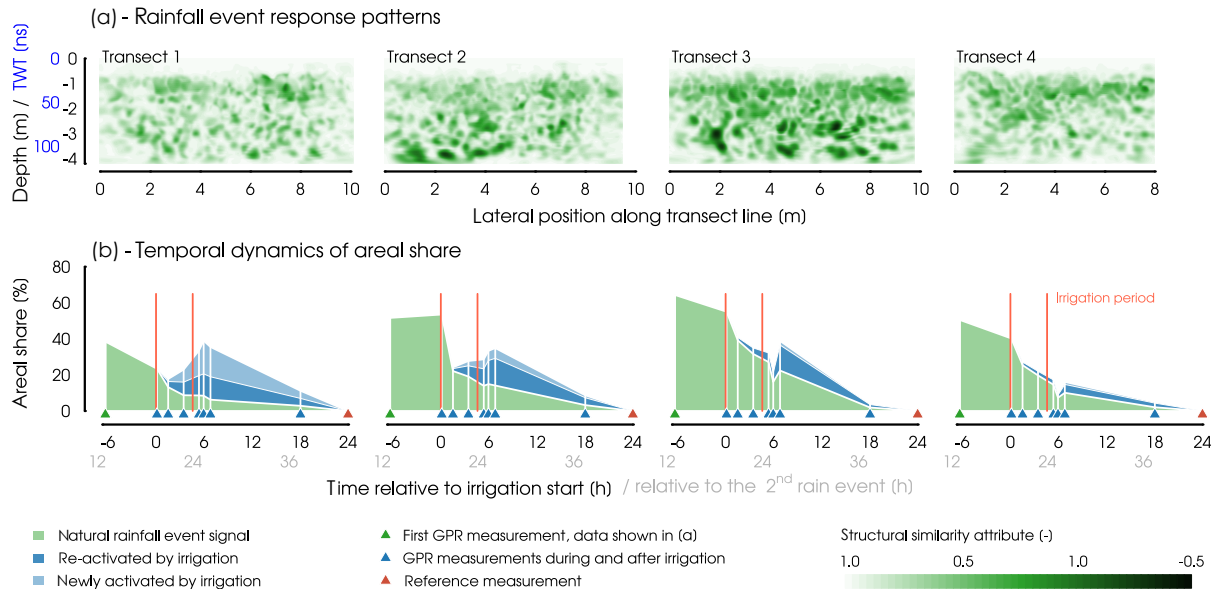 (a) - Rainfall event response patterns
Depth (m) / TWT (ns)
0 0
-1
50
-2
-3
100
-4
Transect 1
Transect 2
Transect 3
Transect 4
0 2 4 6 8 10
0 2 4 6 8 10
0 2 4 6 8 10
0 2 4 6 8
Lateral position along transect line (m)
(b) - Temporal dynamics of areal share
Areal share (%)
80
60
40
20
0
Irrigation period
-6 0 6 12 18 24
-6 0 6 12 18 24
-6 0 6 12 18 24
-6 0 6 12 18 24
12 24 36
12 24 36
12 24 36
12 24 36
Time relative to irrigation start (h) / relative to the 2nd rain event (h)
Natural rainfall event signal
Re-activated by irrigation
Newly activated by irrigation
First GPR measurement, data shown in (a)
GPR measurements during and after irrigation
Reference measurement
Structural similarity attribute (-)
1.0 0.5 1.0 -0.5